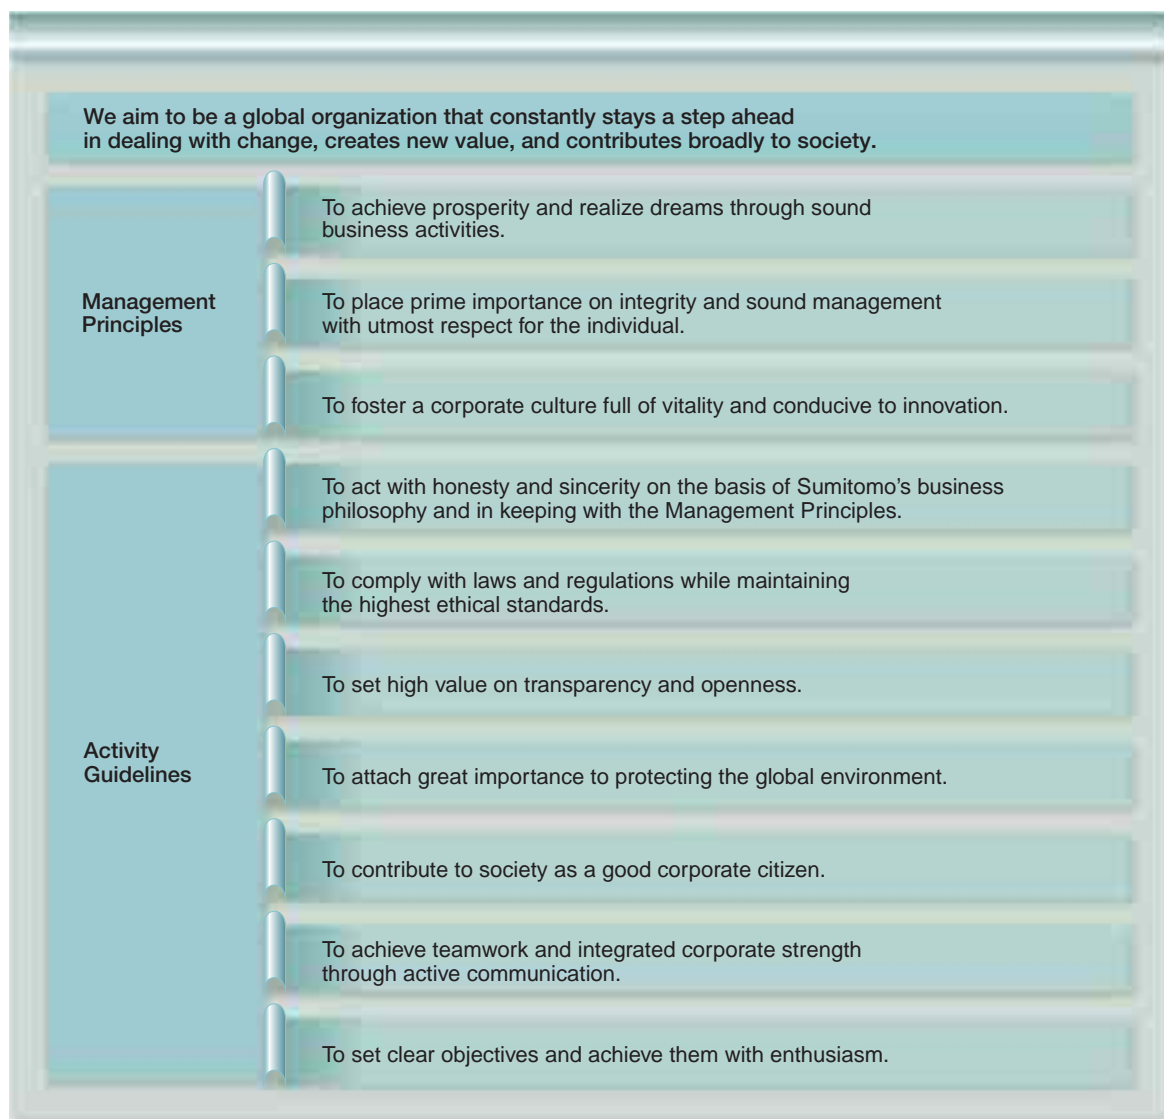 We aim to be a global organization that constantly stays a step ahead
in dealing with change, creates new value, and contributes broadly to society.
Management
Principles
To achieve prosperity and realize dreams through sound
business activities.
To place prime importance on integrity and sound management
with utmost respect for the individual.
To foster a corporate culture full of vitality and conducive to innovation.
Activity
Guidelines
To act with honesty and sincerity on the basis of Sumitomo’s business
philosophy and in keeping with the Management Principles.
To comply with laws and regulations while maintaining
the highest ethical standards.
To set high value on transparency and openness.
To attach great importance to protecting the global environment.
To contribute to society as a good corporate citizen.
To achieve teamwork and integrated corporate strength
through active communication.
To set clear objectives and achieve them with enthusiasm.